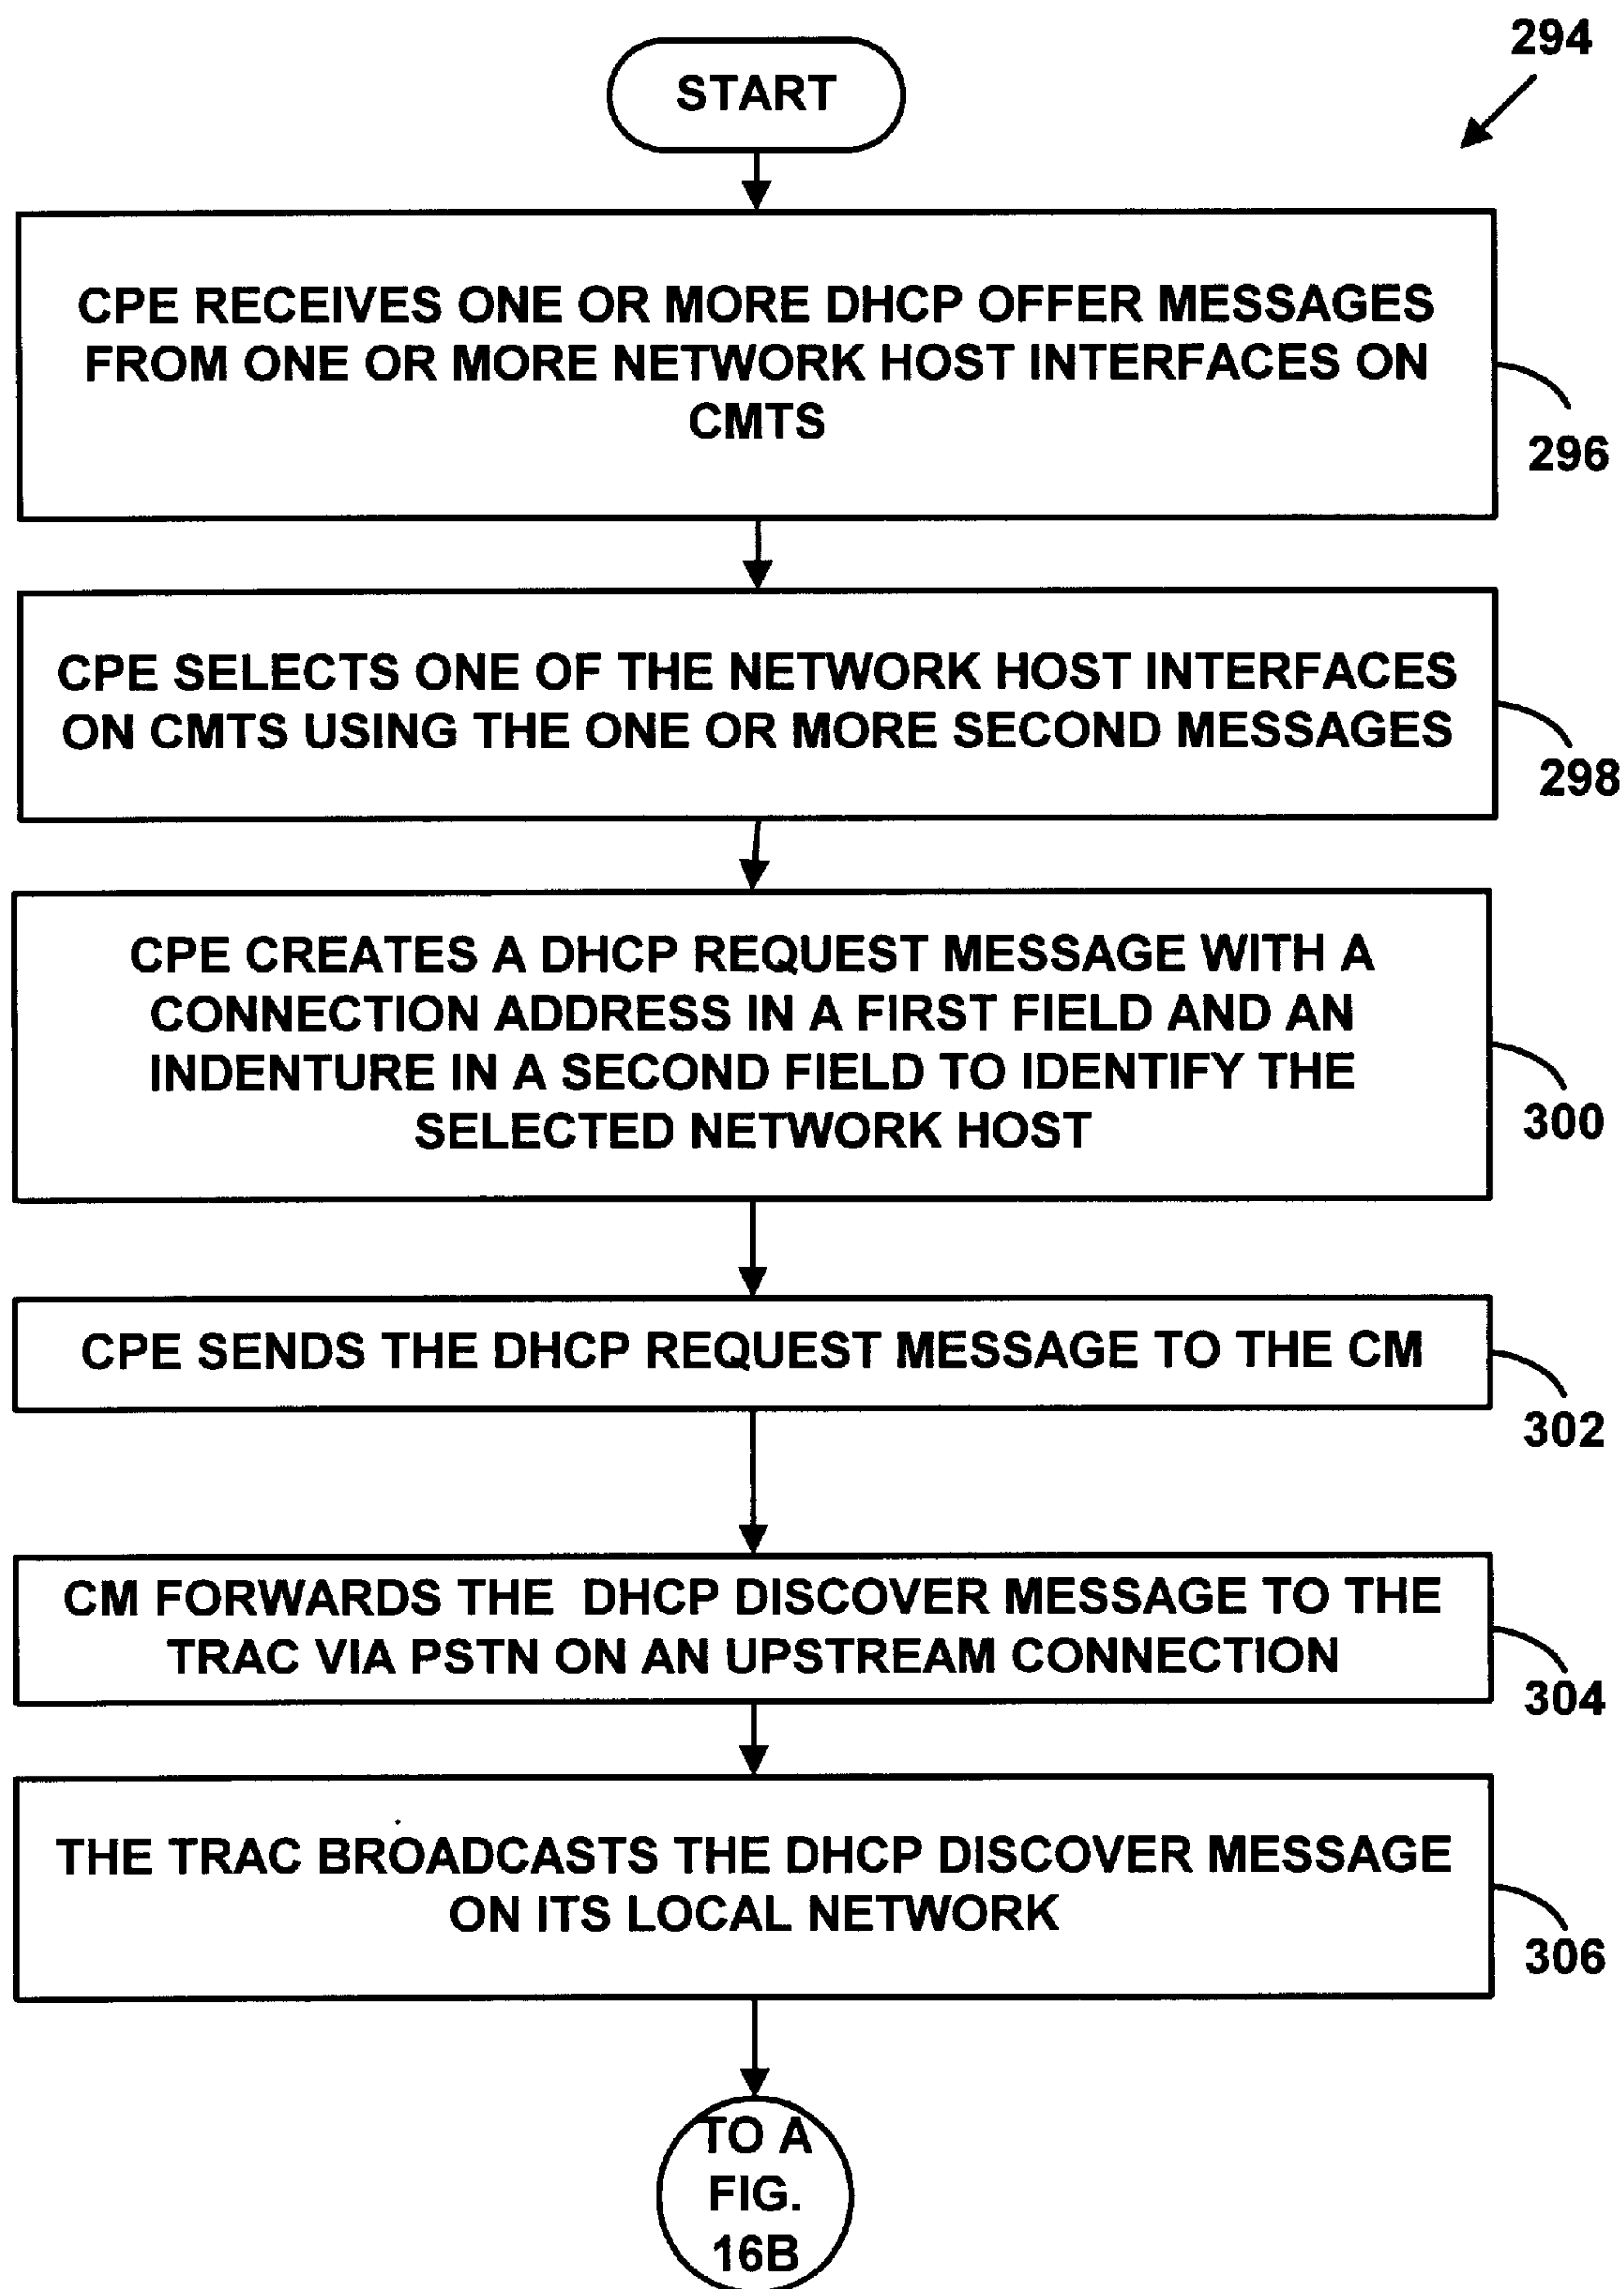 294
START
CPE RECEIVES ONE OR MORE DHCP OFFER MESSAGES
FROM ONE OR MORE NETWORK HOST INTERFACES ON
CMTS
296
CPE SELECTS ONE OF THE NETWORK HOST INTERFACES
ON CMTS USING THE ONE OR MORE SECOND MESSAGES
298
CPE CREATES A DHCP REQUEST MESSAGE WITH A
CONNECTION ADDRESS IN A FIRST FIELD AND AN
INDENTURE IN A SECOND FIELD TO IDENTIFY THE
SELECTED NETWORK HOST
300
CPE SENDS THE DHCP REQUEST MESSAGE TO THE CM
302
CM FORWARDS THE DHCP DISCOVER MESSAGE TO THE
TRAC VIA PSTN ON AN UPSTREAM CONNECTION
304
THE TRAC BROADCASTS THE DHCP DISCOVER MESSAGE
ON ITS LOCAL NETWORK
306
TO A
FIG.
16B